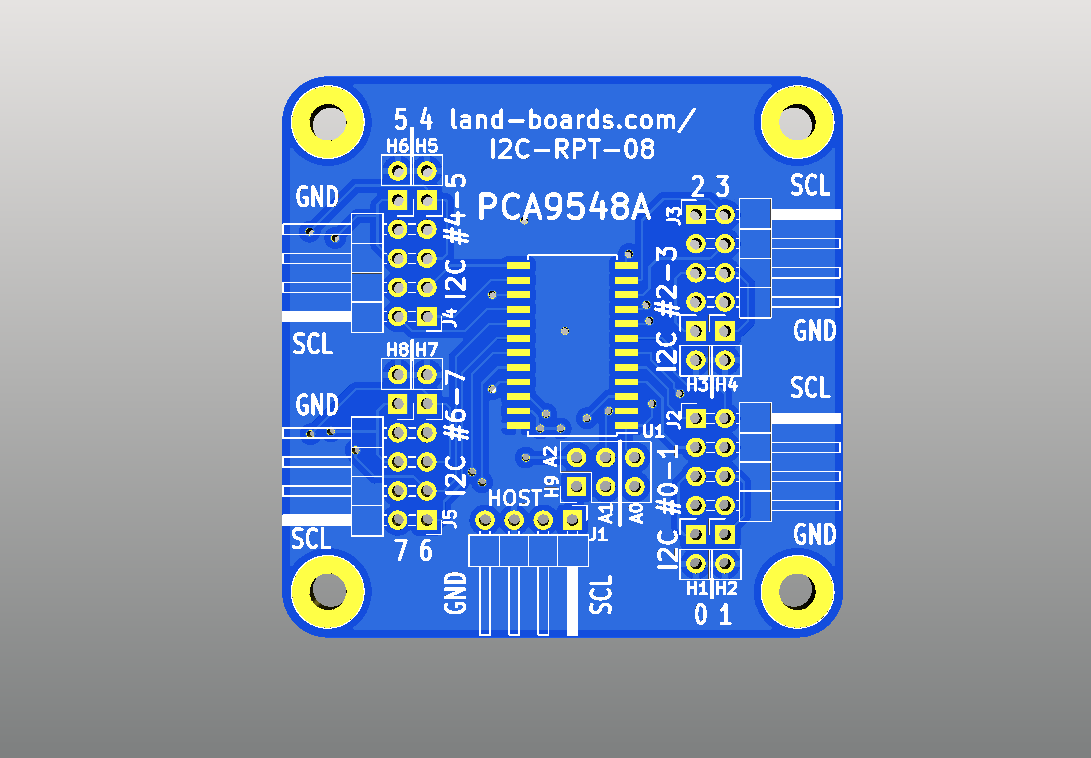 5 4 land-boards.com/
I2C-RPT-08
H6 H5
GND
PCA9548A
2 3
SCL
J3
I2C #4-5
J4
SCL
I2C #2-3
GND
H3 H4
H8 H7
GND
I2C #6-7
J5
SCL
7 6
SCL
J2
U1
A2
H9
A1
A0
HOST
J1
I2C #0-1
GND
H1 H2
0 1
GND
SCL